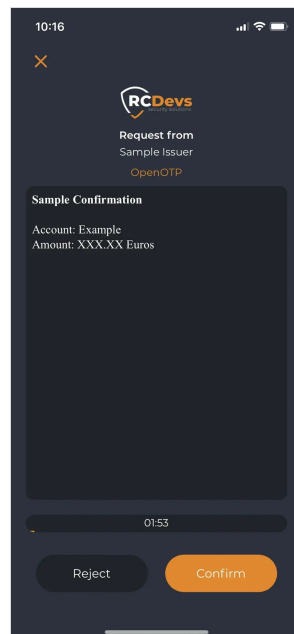 10:16
RCDevs
security solutions
Request from
Sample Issuer
OpenOTP
Sample Confirmation
Account: Example
Amount: XXX.XX Euros
01:53
Reject
Confirm